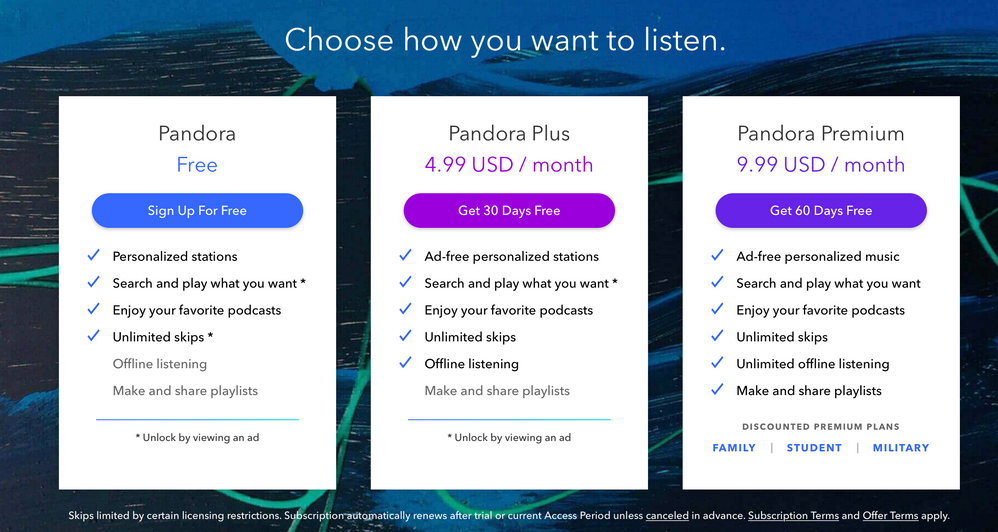 Choose how you want to listen.
Pandora
Free
Sign Up For Free
Personalized stations
Search and play what you want *
Enjoy your favorite podcasts
Unlimited skips *
Offline listening
Make and share playlists
* Unlock by viewing an ad
Pandora Plus
4.99 USD / month
Get 30 Days Free
Ad-free personalized stations
Search and play what you want *
Enjoy your favorite podcasts
Unlimited skips
Offline listening
Make and share playlists
* Unlock by viewing an ad
Pandora Premium
9.99 USD / month
Get 60 Days Free
Ad-free personalized music
Search and play what you want
Enjoy your favorite podcasts
Unlimited skips
Unlimited offline listening
Make and share playlists
DISCOUNTED PREMIUM PLANS
FAMILY | STUDENT | MILITARY
Skips limited by certain licensing restrictions. Subscription automatically renews after trial or current Access Period unless canceled in advance. Subscription Terms and Offer Terms apply.